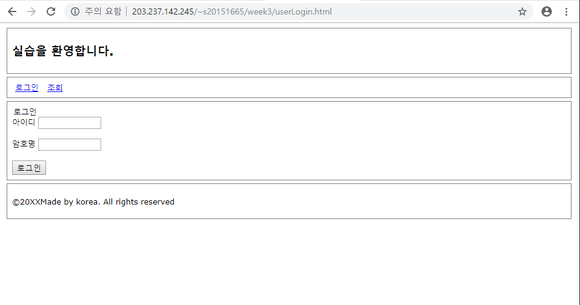 주의 요함 203.237.142.245/~s20151665/week3/userLogin.html
실습을 환영합니다.
로그인 조회
로그인
아이디
암호명
로그인
©20XXMade by korea. All rights reserved